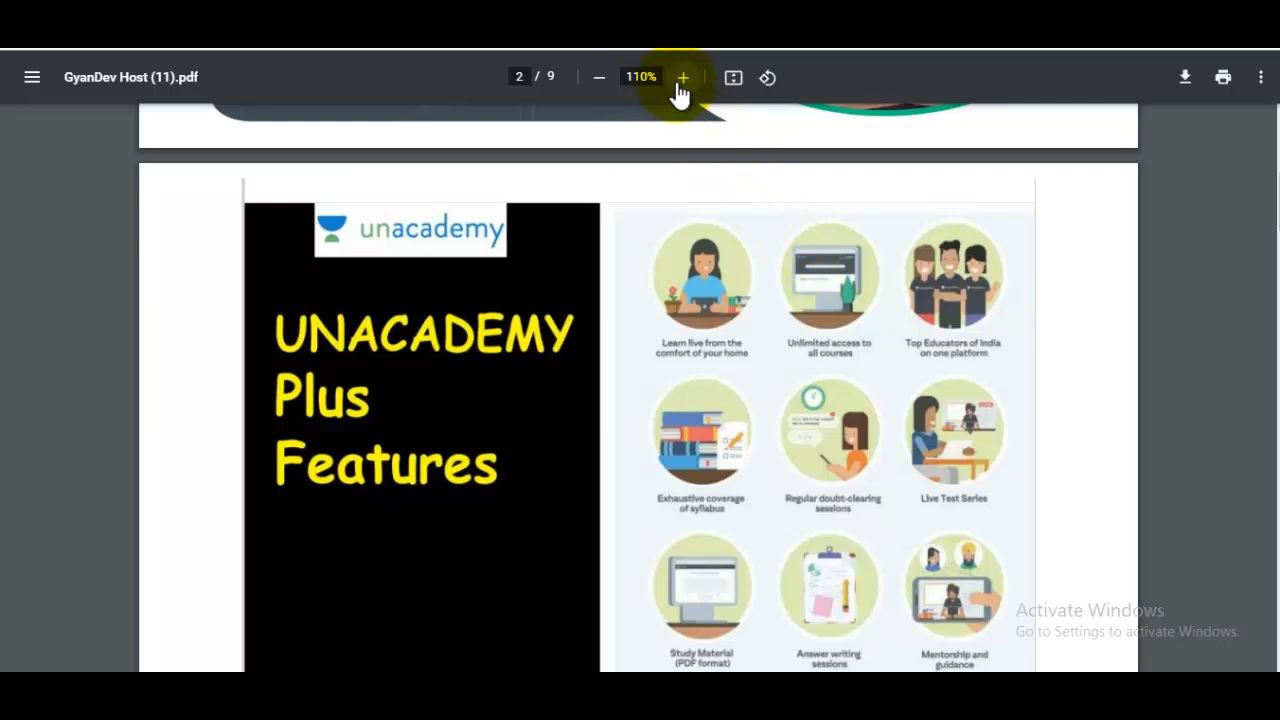 GyanDev Host (11).pdf
2 / 9
110%
unacademy
UNACADEMY
Plus
Features
Learn live from the
comfort of your home
Unlimited access to
all courses
Top Educators of India
on one platform
Exhaustive coverage
of syllabus
Regular doubt-clearing
sessions
Live Test Series
Study Material
(PDF format)
Answer writing
sessions
Mentorship and
guidance
Activate Windows
Go to Settings to activate Windows.